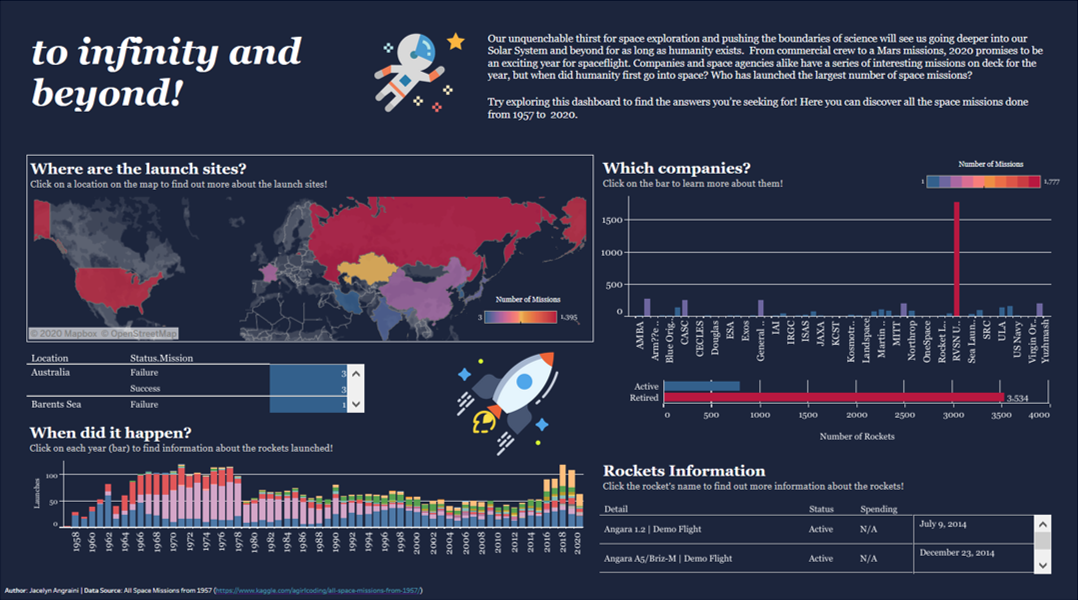 to infinity and
beyond!
Our unquenchable thirst for space exploration and pushing the boundaries of science will see us going deeper into our
Solar System and beyond for as long as humanity exists. From commercial crew to a Mars missions, 2020 promises to be
an exciting year for spaceflight. Companies and space agencies alike have a series of interesting missions on deck for the
year, but when did humanity first go into space? Who has launched the largest number of space missions?
Try exploring this dashboard to find the answers you're seeking for! Here you can discover all the space missions done
from 1957 to 2020.
Where are the launch sites?
Click on a location on the map to find out more about the launch sites!
Number of Missions
3 1,395
© 2020 Mapbox © OpenStreetMap
Location Status.Mission
Australia Failure 3
Success 3
Barents Sea Failure 1
When did it happen?
Click on each year (bar) to find information about the rockets launched!
Launches
100
50
0
1958 1960 1962 1964 1966 1968 1970 1972 1974 1976 1978 1980 1982 1984 1986 1988 1990 1992 1994 1996 1998 2000 2002 2004 2006 2008 2010 2012 2014 2016 2018 2020
Which companies?
Click on the bar to learn more about them!
Number of Missions
1 1,777
1500
1000
500
0
AMBA Arm??e .. Blue Orig.. CASC CECLES Douglas ESA Exos General .. IAI IRGC ISAS JAXA KCST Kosmotr.. Landspace Martin .. MITT Northrop OneSpace Rocket L.. RVSN U.. Sea Laun.. SRC ULA US Navy Virgin Or.. Yuzhmash
Active
Retired 3,534
0 500 1000 1500 2000 2500 3000 3500 4000
Number of Rockets
Rockets Information
Click the rocket's name to find out more information about the rockets!
Detail Status Spending
Angara 1.2 | Demo Flight Active N/A July 9, 2014
Angara A5/Briz-M | Demo Flight Active N/A December 23, 2014
Author: Jacelyn Angraini | Data Source: All Space Missions from 1957 (https://www.kaggle.com/agirlcoding/all-space-missions-from-1957/)